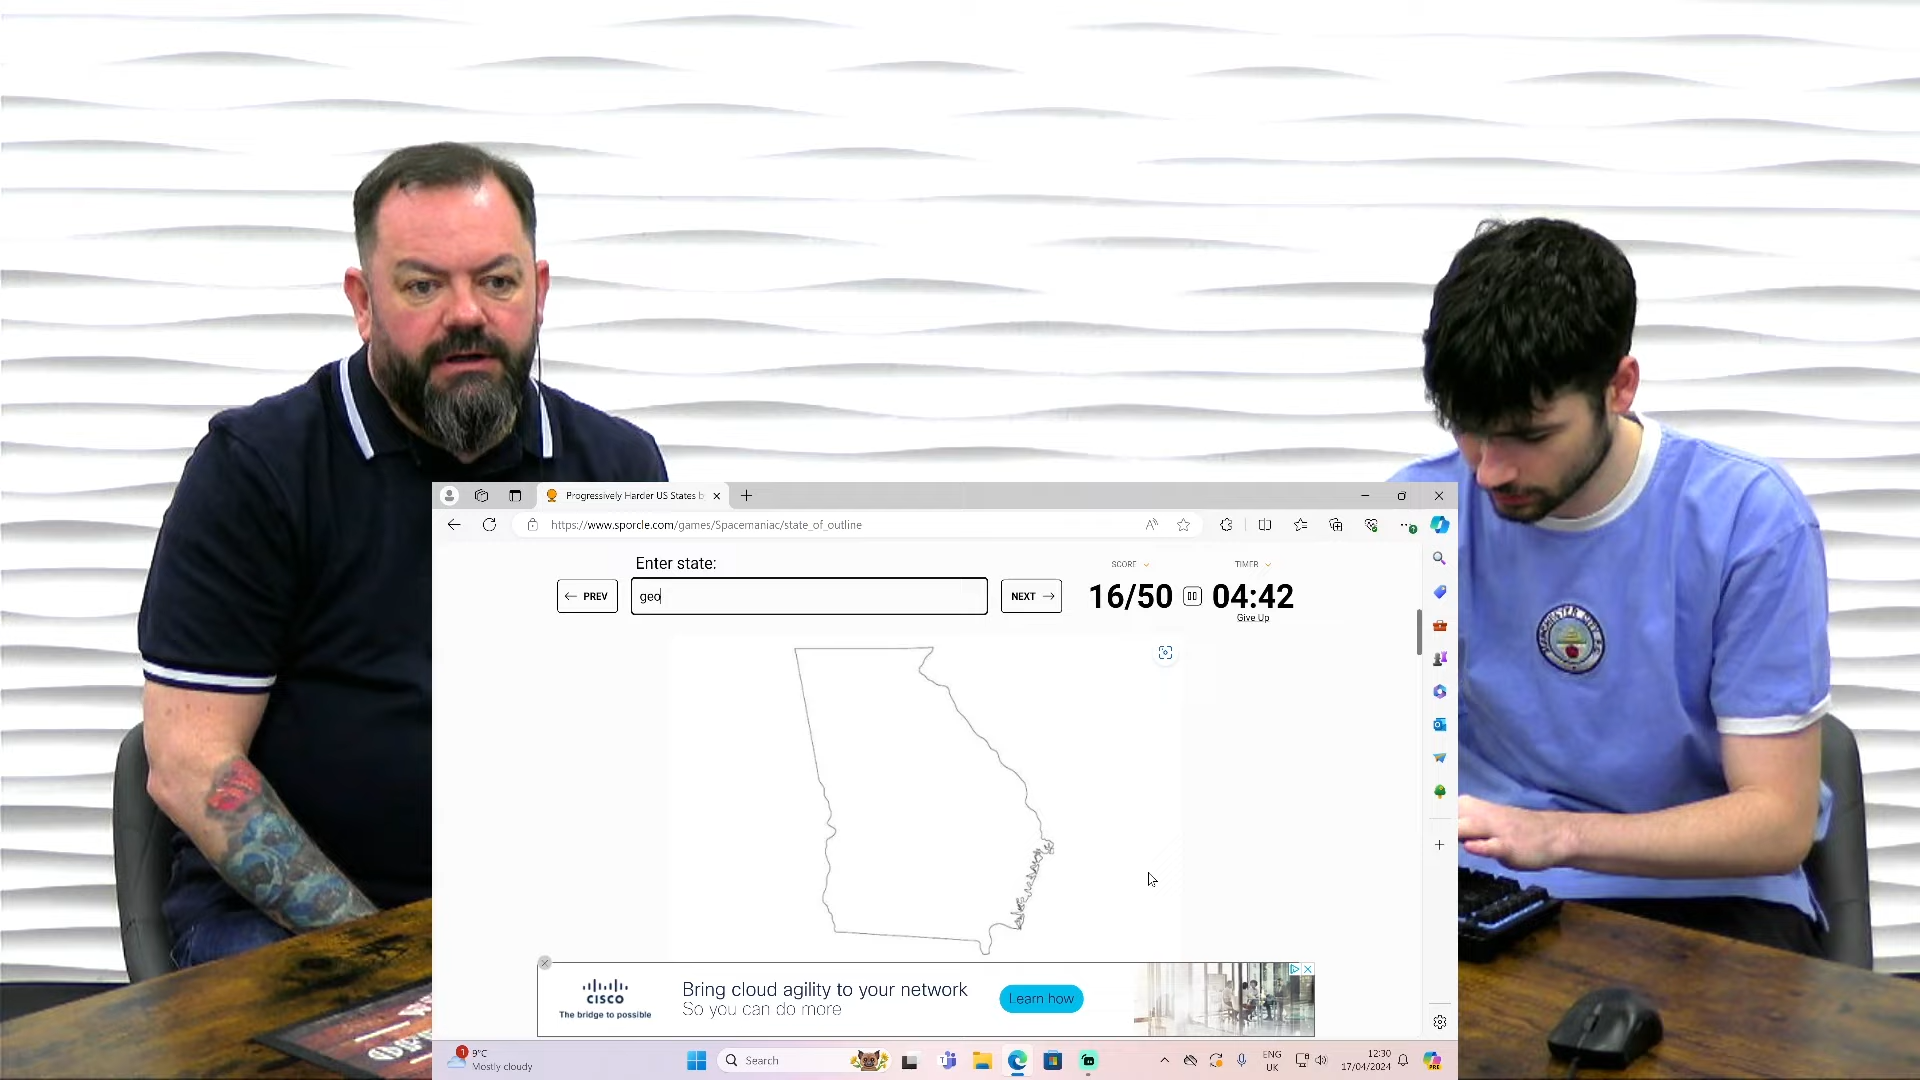 Progressively Harder US States b
https://www.sporcle.com/games/Spacemaniac/state_of_outline
Enter state:
SCORE
TIMER
← PREV
geo
NEXT →
16/50
04:42
Give Up
CISCO
The bridge to possible
Bring cloud agility to your network
So you can do more
Learn how
1
9°C
Mostly cloudy
Search
ENG
UK
12:30
17/04/2024
PRE